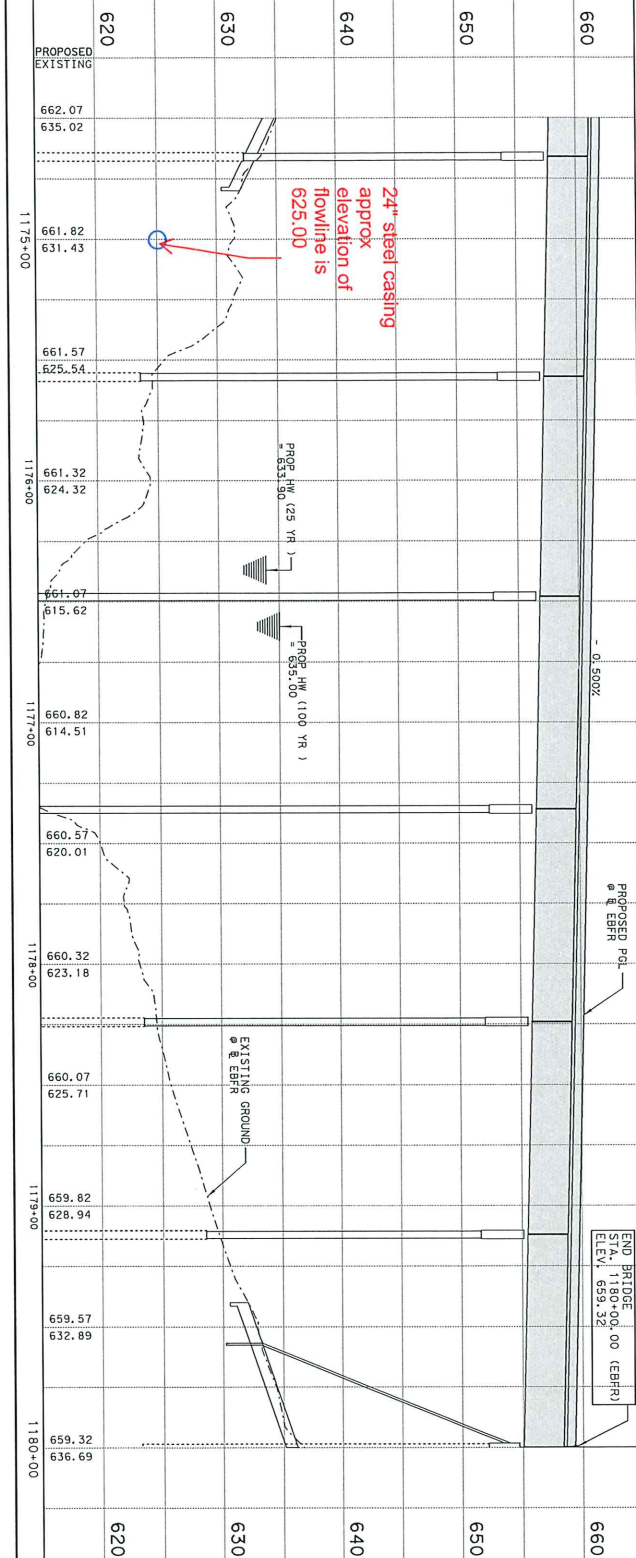 620
630
640
650
660
PROPOSED
EXISTING
662.07
635.02
1175+00
661.82
631.43
24" steel casing
approx
elevation of
flowline is
625.00
661.57
625.54
1176+00
661.32
624.32
PROP HW (25 YR )
= 633.90
661.07
615.62
PROP HW (100 YR )
= 635.00
- 0.500%
1177+00
660.82
614.51
660.57
620.01
PROPOSED PGL
@ ℄ EBFR
1178+00
660.32
623.18
660.07
625.71
EXISTING GROUND
@ ℄ EBFR
1179+00
659.82
628.94
659.57
632.89
END BRIDGE
STA. 1180+00.00 (EBFR)
ELEV. 659.32
1180+00
659.32
636.69
620
630
640
650
660